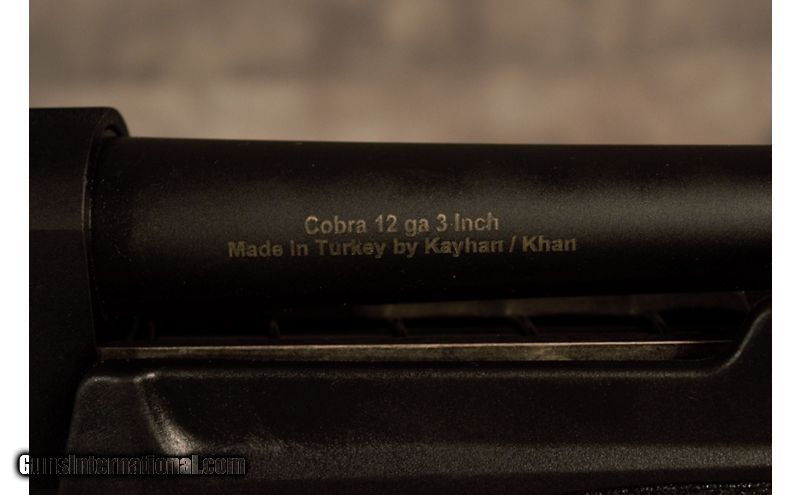 Cobra 12 ga 3 Inch
Made in Turkey by Kayhan / Khan
GunsInternational.com